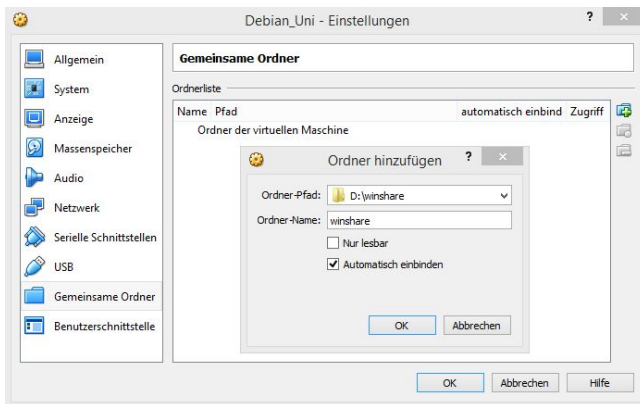 Debian_Uni - Einstellungen
?
×
Allgemein
System
Anzeige
Massenspeicher
Audio
Netzwerk
Serielle Schnittstellen
USB
Gemeinsame Ordner
Benutzerschnittstelle
Gemeinsame Ordner
Ordnerliste
Name Pfad automatisch einbind Zugriff
Ordner der virtuellen Maschine
Ordner hinzufügen
?
×
Ordner-Pfad: D:\winshare
Ordner-Name: winshare
Nur lesbar
Automatisch einbinden
OK Abbrechen
OK Abbrechen Hilfe